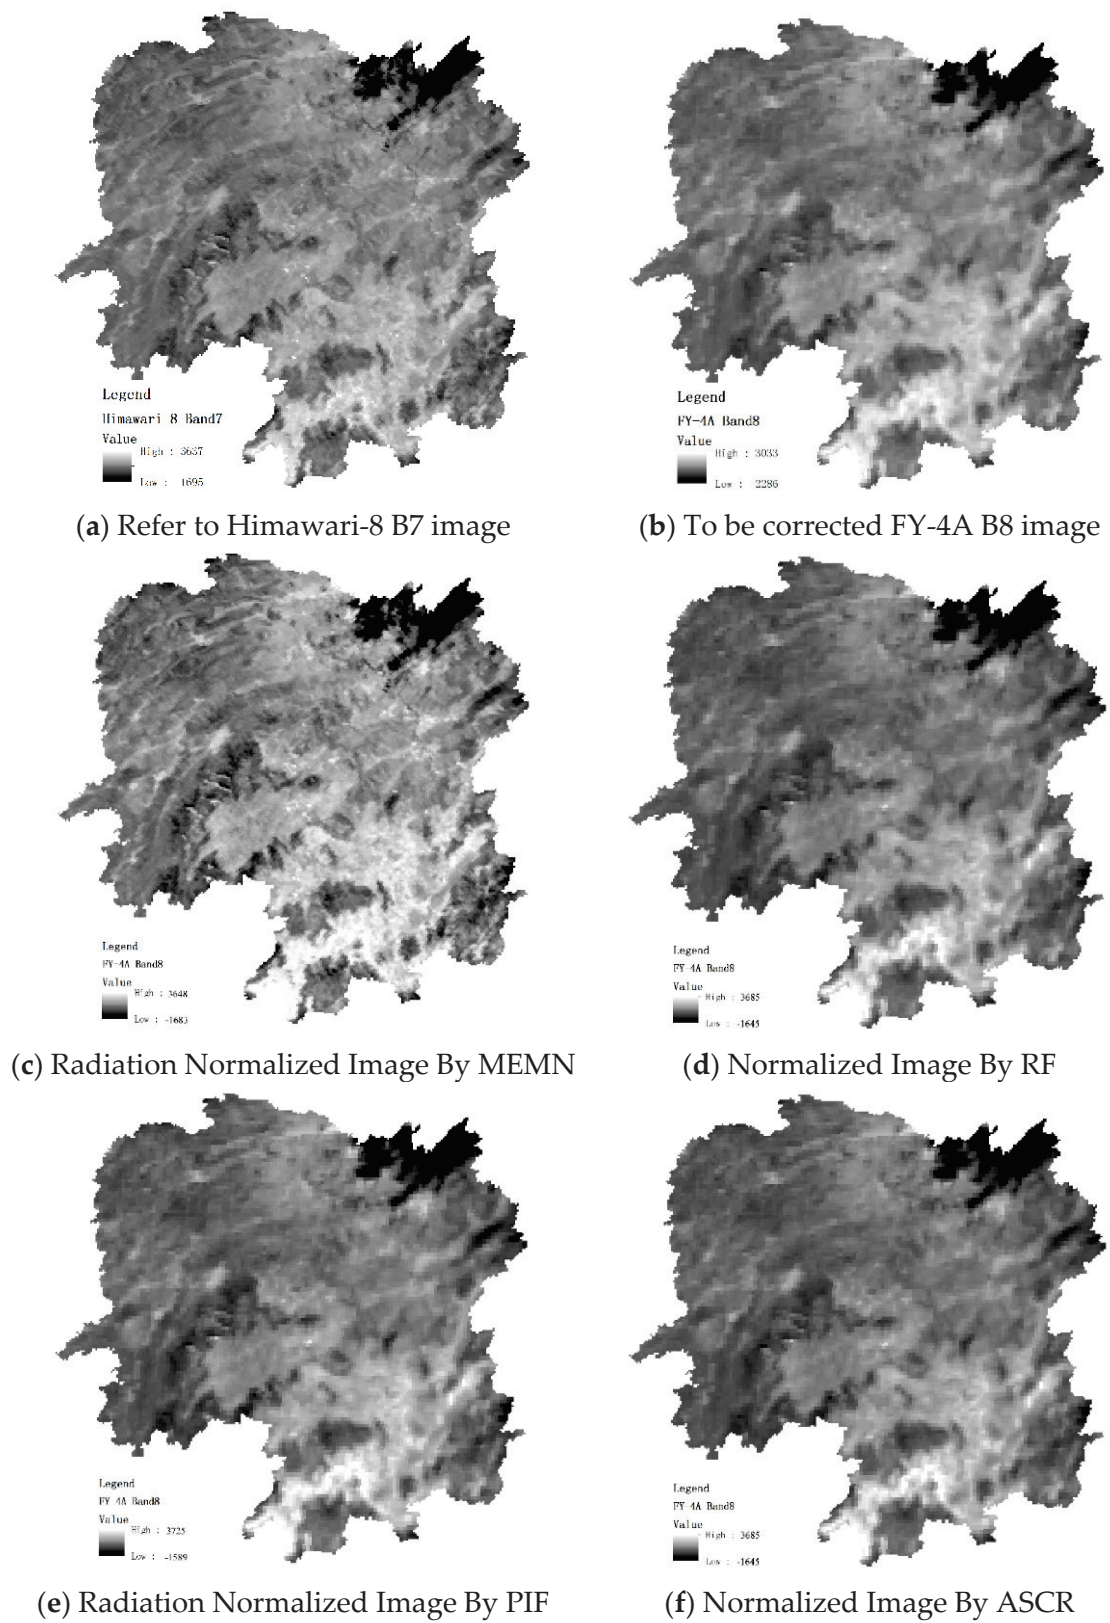 Legend
Himawari 8 Band7
Value
High : 3637
Low : 1695
(a) Refer to Himawari-8 B7 image
Legend
FY-4A Band8
Value
High : 3033
Low : 2286
(b) To be corrected FY-4A B8 image
Legend
FY-4A Band8
Value
High : 3648
Low : -1683
(c) Radiation Normalized Image By MEMN
Legend
FY-4A Band8
Value
High : 3685
Low : -1645
(d) Normalized Image By RF
Legend
FY 4A Band8
Value
High : 3725
Low : -1589
(e) Radiation Normalized Image By PIF
Legend
FY-4A Band8
Value
High : 3685
Low : -1645
(f) Normalized Image By ASCR